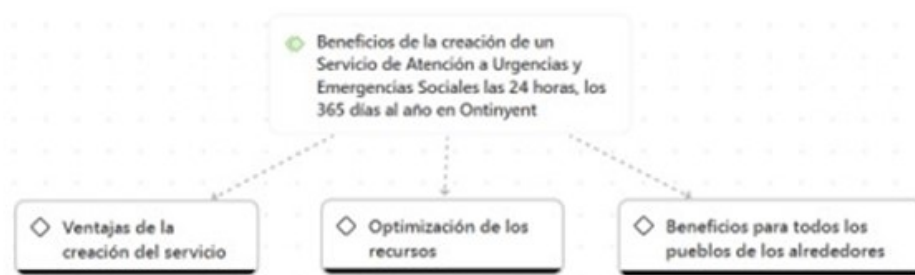 Beneficios de la creación de un
Servicio de Atención a Urgencias y
Emergencias Sociales las 24 horas, los
365 días al año en Ontinyent
Ventajas de la
creación del servicio
Optimización de los
recursos
Beneficios para todos los
pueblos de los alrededores